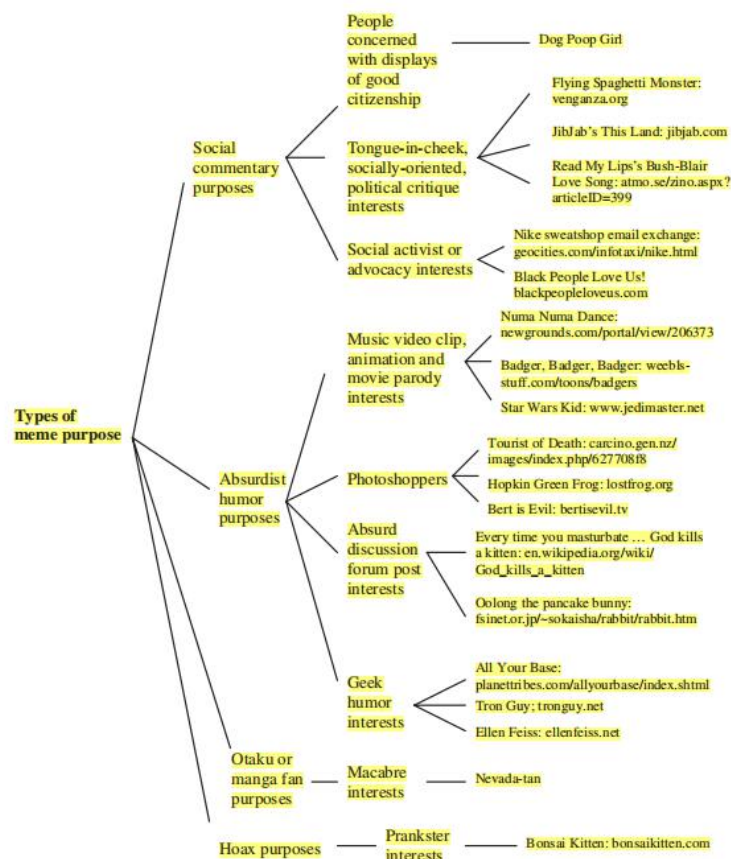 Types of
meme purpose
Social
commentary
purposes
People
concerned
with displays
of good
citizenship
Dog Poop Girl
Tongue-in-cheek,
socially-oriented,
political critique
interests
Flying Spaghetti Monster:
venganza.org
JibJab's This Land: jibjab.com
Read My Lips's Bush-Blair
Love Song: atmo.se/zino.aspx?
articleID=399
Social activist or
advocacy interests
Nike sweatshop email exchange:
geocities.com/infotaxi/nike.html
Black People Love Us!
blackpeopleloveus.com
Absurdist
humor
purposes
Music video clip,
animation and
movie parody
interests
Numa Numa Dance:
newgrounds.com/portal/view/206373
Badger, Badger, Badger: weebls-
stuff.com/toons/badgers
Star Wars Kid: www.jedimaster.net
Photoshoppers
Tourist of Death: carcino.gen.nz/
images/index.php/627708f8
Hopkin Green Frog: lostfrog.org
Bert is Evil: bertisevil.tv
Absurd
discussion
forum post
interests
Every time you masturbate … God kills
a kitten: en.wikipedia.org/wiki/
God_kills_a_kitten
Oolong the pancake bunny:
fsinet.or.jp/~sokaisha/rabbit/rabbit.htm
Geek
humor
interests
All Your Base:
planettribes.com/allyourbase/index.shtml
Tron Guy; tronguy.net
Ellen Feiss: ellenfeiss.net
Otaku or
manga fan
purposes
Macabre
interests
Nevada-tan
Hoax purposes
Prankster
interests
Bonsai Kitten: bonsaikitten.com